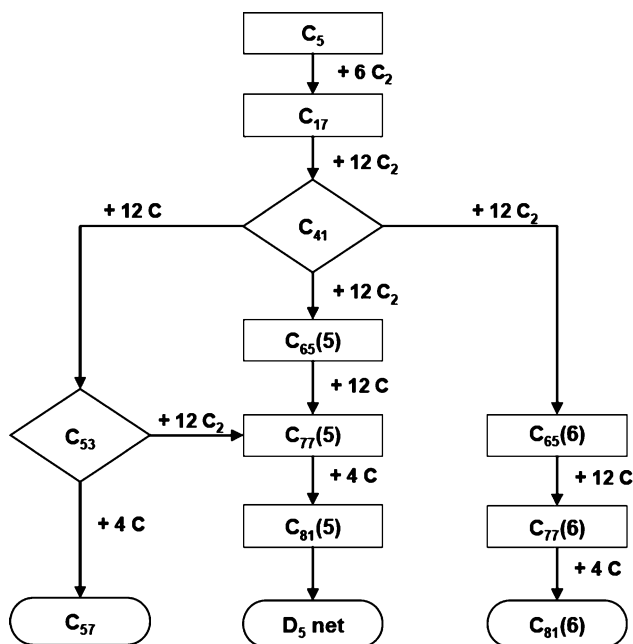 C₅
+ 6 C₂
C₁₇
+ 12 C₂
+ 12 C
C₄₁
+ 12 C₂
+ 12 C₂
C₆₅(5)
+ 12 C
C₅₃
+ 12 C₂
C₇₇(5)
C₆₅(6)
+ 4 C
+ 12 C
+ 4 C
C₈₁(5)
C₇₇(6)
+ 4 C
C₅₇
D₅ net
C₈₁(6)